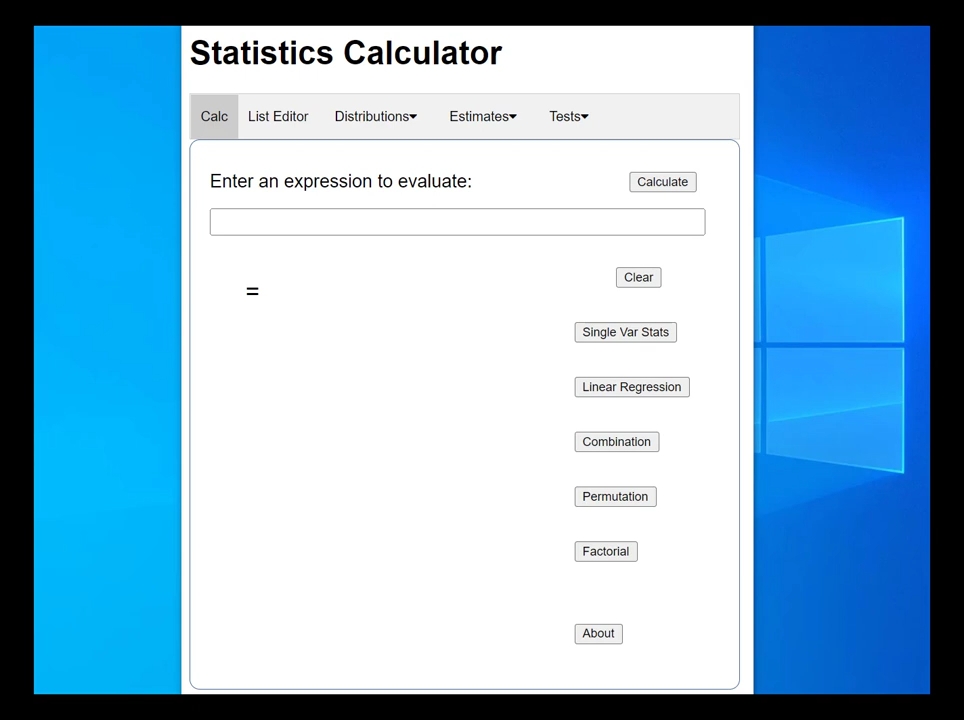 Statistics Calculator
Calc List Editor Distributions Estimates Tests
Enter an expression to evaluate: Calculate
= Clear
Single Var Stats
Linear Regression
Combination
Permutation
Factorial
About